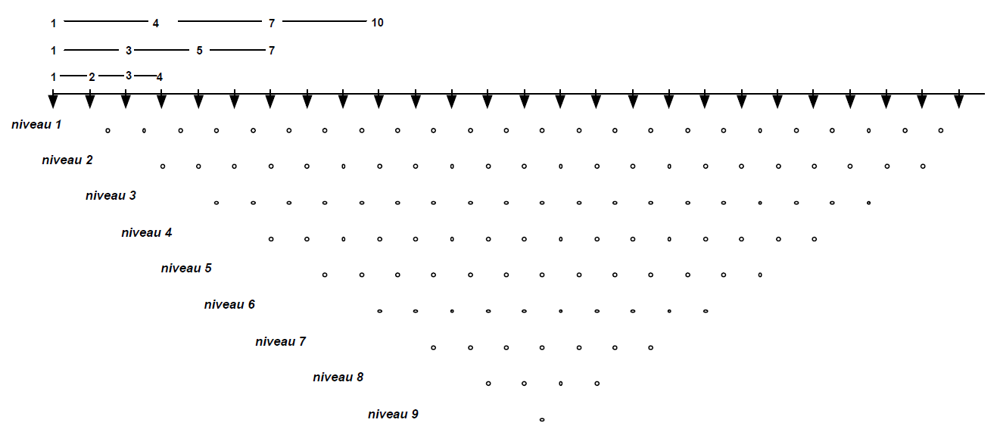 1 4 7 10
1 3 5 7
1 2 3 4
niveau 1
niveau 2
niveau 3
niveau 4
niveau 5
niveau 6
niveau 7
niveau 8
niveau 9